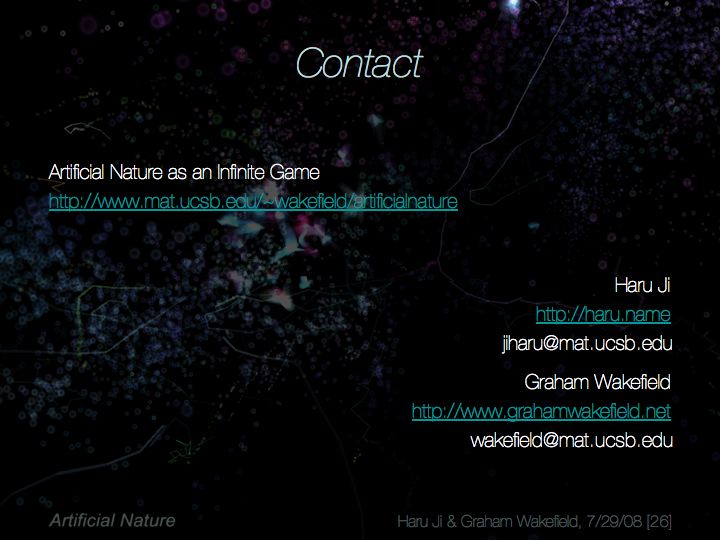 Contact
Artificial Nature as an Infinite Game
http://www.mat.ucsb.edu/~wakefield/artificialnature
Haru Ji
http://haru.name
jiharu@mat.ucsb.edu
Graham Wakefield
http://www.grahamwakefield.net
wakefield@mat.ucsb.edu
Artificial Nature
Haru Ji & Graham Wakefield, 7/29/08 [26]